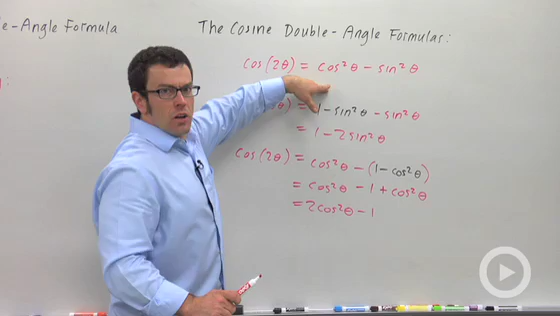 le-Angle Formula
The Cosine Double-Angle Formulas:
cos(2θ) = cos²θ − sin²θ
θ) = 1 − sin²θ − sin²θ
= 1 − 2sin²θ
cos(2θ) = cos²θ − (1 − cos²θ)
= cos²θ − 1 + cos²θ
= 2cos²θ − 1